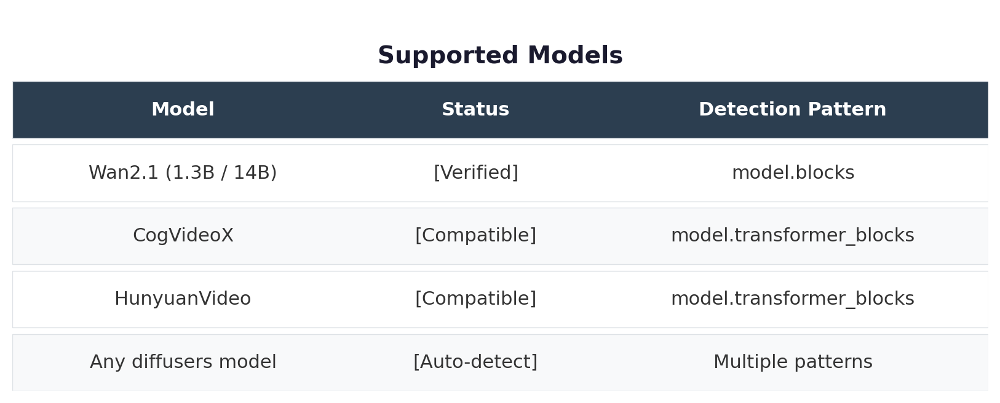 Supported Models
Model Status Detection Pattern
Wan2.1 (1.3B / 14B) [Verified] model.blocks
CogVideoX [Compatible] model.transformer_blocks
HunyuanVideo [Compatible] model.transformer_blocks
Any diffusers model [Auto-detect] Multiple patterns